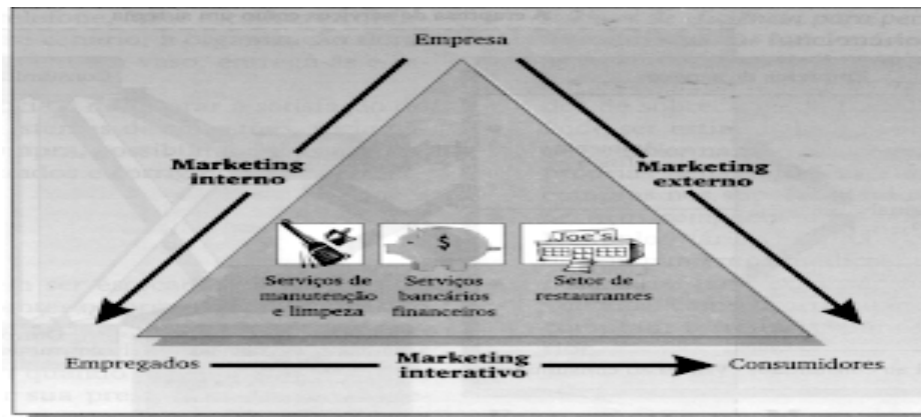 Empresa
Marketing
interno
Marketing
externo
Joe's
Serviços de
manutenção
e limpeza
Serviços
bancários
financeiros
Setor de
restaurantes
Empregados
Marketing
interativo
Consumidores